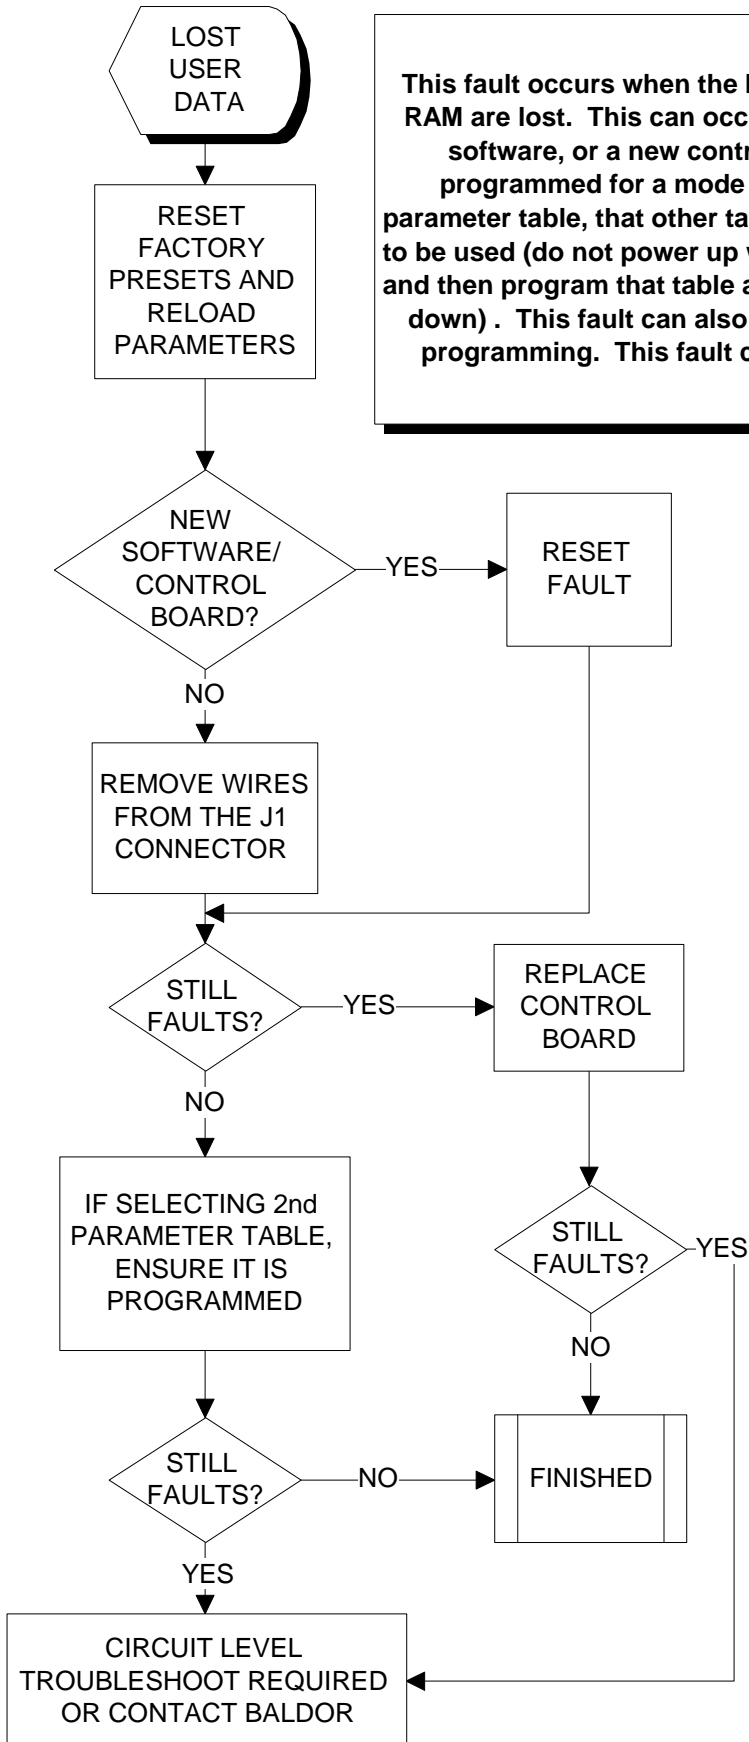 LOST
USER
DATA
This fault occurs when the
RAM are lost. This can occ
software, or a new contr
programmed for a mode
parameter table, that other ta
to be used (do not power up
and then program that table a
down) . This fault can also
programming. This fault c
RESET
FACTORY
PRESETS AND
RELOAD
PARAMETERS
NEW
SOFTWARE/
CONTROL
BOARD?
YES
RESET
FAULT
NO
REMOVE WIRES
FROM THE J1
CONNECTOR
STILL
FAULTS?
YES
REPLACE
CONTROL
BOARD
NO
IF SELECTING 2nd
PARAMETER TABLE,
ENSURE IT IS
PROGRAMMED
STILL
FAULTS?
YES
NO
STILL
FAULTS?
NO
FINISHED
YES
CIRCUIT LEVEL
TROUBLESHOOT REQUIRED
OR CONTACT BALDOR